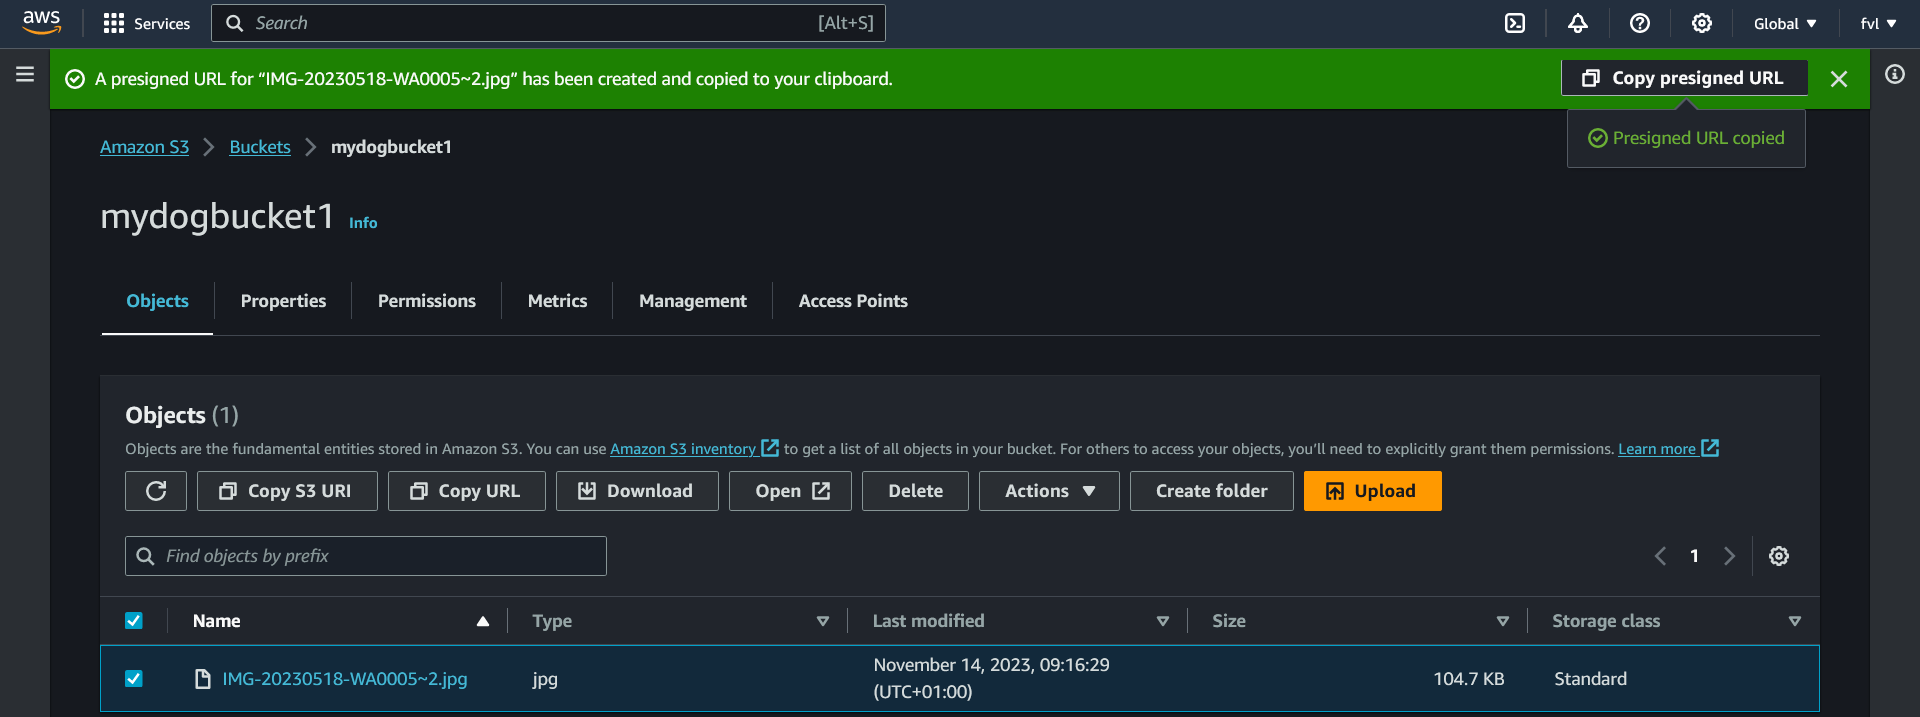 aws Services Search [Alt+S] Global fvl
A presigned URL for “IMG-20230518-WA0005~2.jpg” has been created and copied to your clipboard. Copy presigned URL
Presigned URL copied
Amazon S3 Buckets mydogbucket1
mydogbucket1 Info
Objects Properties Permissions Metrics Management Access Points
Objects (1)
Objects are the fundamental entities stored in Amazon S3. You can use Amazon S3 inventory to get a list of all objects in your bucket. For others to access your objects, you’ll need to explicitly grant them permissions. Learn more
Copy S3 URI Copy URL Download Open Delete Actions Create folder Upload
Find objects by prefix 1
Name Type Last modified Size Storage class
IMG-20230518-WA0005~2.jpg jpg November 14, 2023, 09:16:29 (UTC+01:00) 104.7 KB Standard